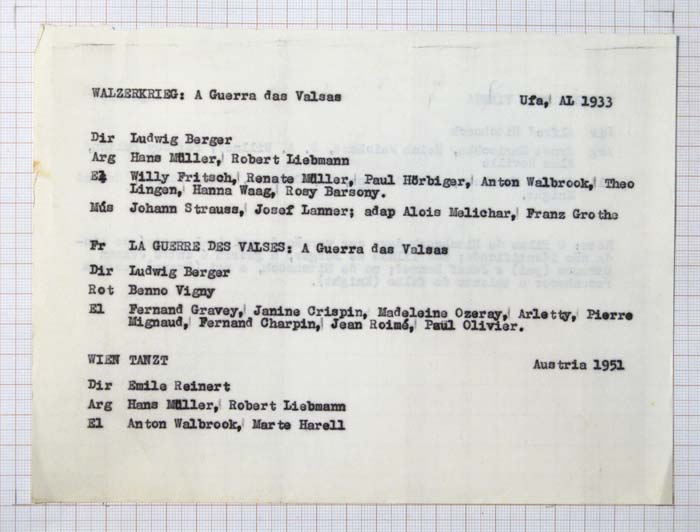 WALZERKRIEG: A Guerra das Valsas Ufa, AL 1933
Dir Ludwig Berger
Arg Hans Müller, Robert Liebmann
El Willy Fritsch, Renate Müller, Paul Hörbiger, Anton Walbrook, Theo
Lingen, Hanna Waag, Rosy Barsony.
Mús Johann Strauss, Josef Lanner; adap Alois Melichar, Franz Grothe
Fr LA GUERRE DES VALSES: A Guerra das Valsas
Dir Ludwig Berger
Rot Benno Vigny
El Fernand Gravey, Janine Crispin, Madeleine Ozeray, Arletty, Pierre
Mignaud, Fernand Charpin, Jean Roimé, Paul Olivier.
WIEN TANZT Austria 1951
Dir Emile Reinert
Arg Hans Müller, Robert Liebmann
El Anton Walbrook, Marte Harell